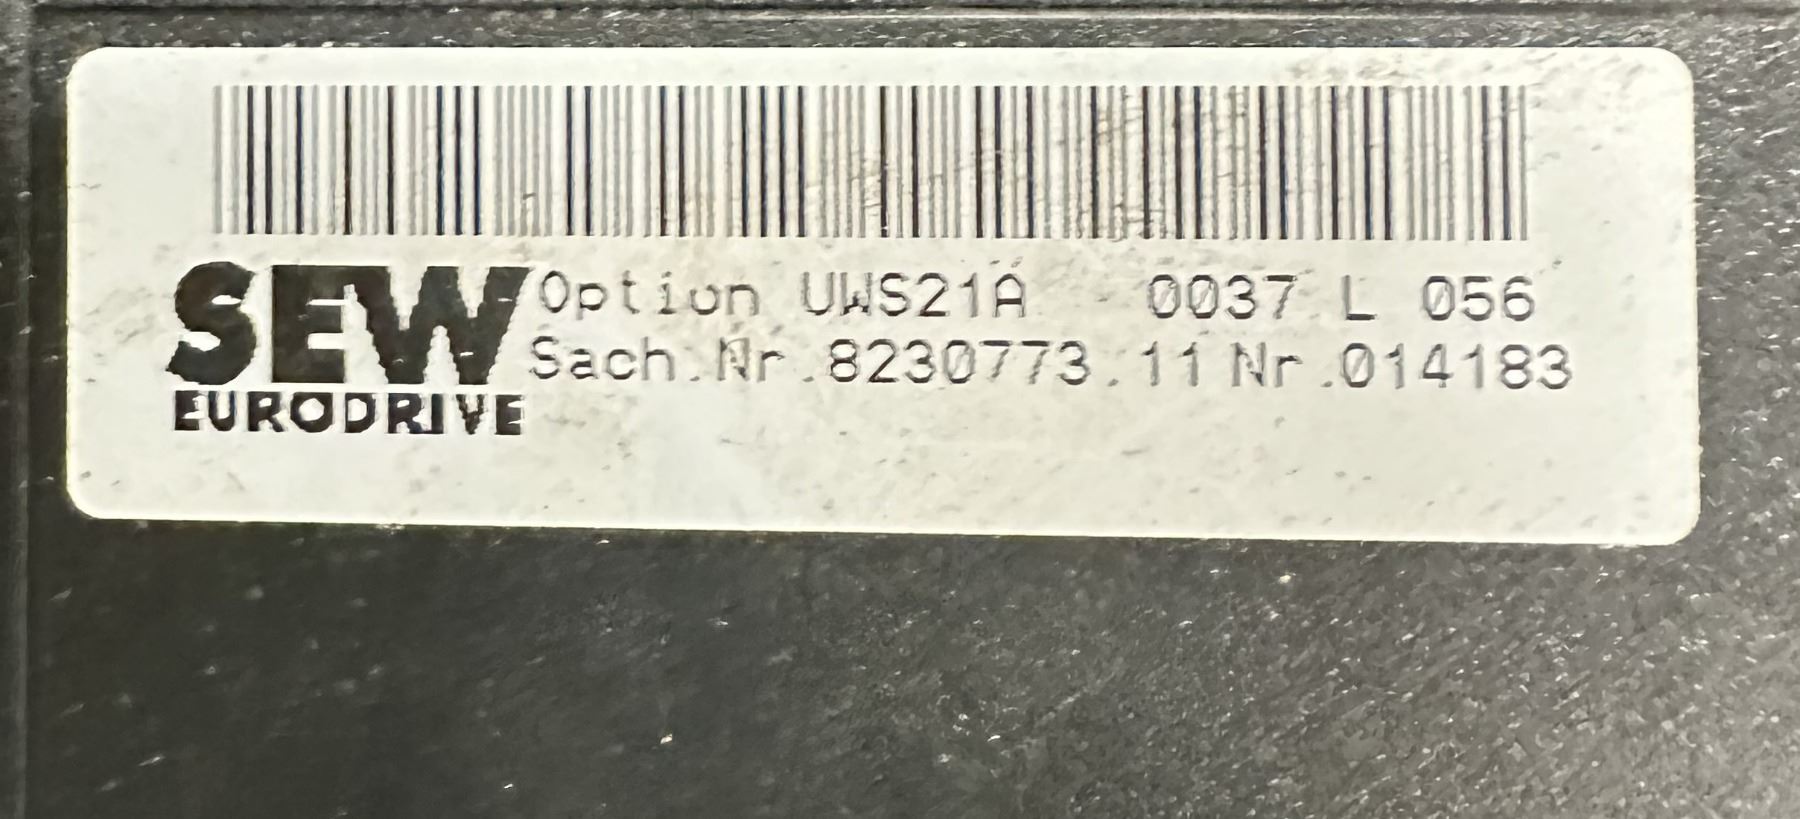 SEW
EURODRIVE
Option UWS21A 0037 L 056
Sach.Nr.8230773.11 Nr.014183